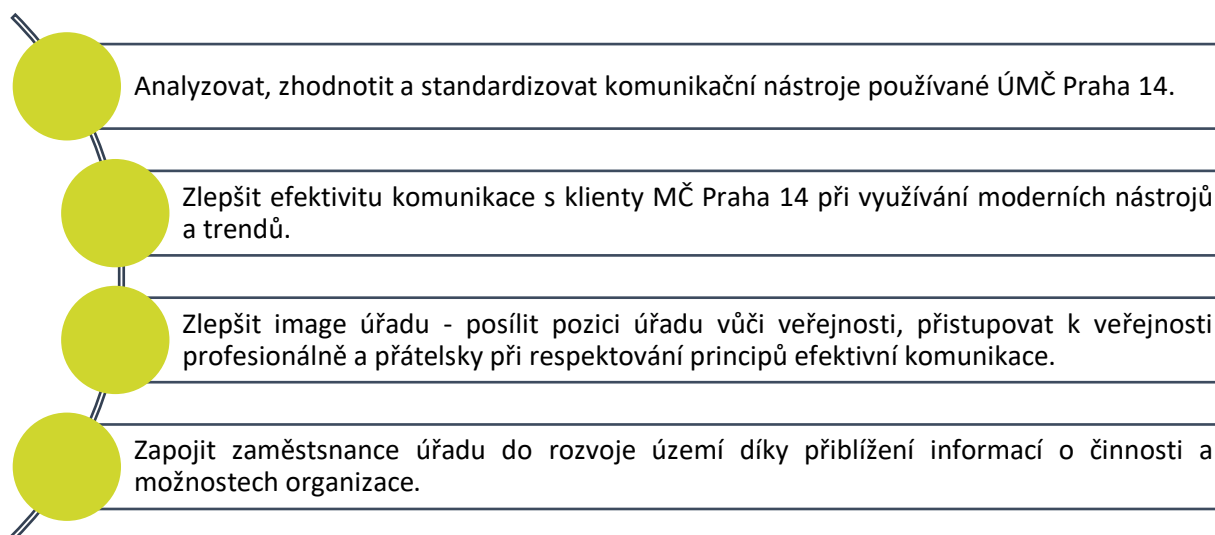 Analyzovat, zhodnotit a standardizovat komunikační nástroje používané ÚMČ Praha 14.
Zlepšit efektivitu komunikace s klienty MČ Praha 14 při využívání moderních nástrojů
a trendů.
Zlepšit image úřadu - posílit pozici úřadu vůči veřejnosti, přistupovat k veřejnosti
profesionálně a přátelsky při respektování principů efektivní komunikace.
Zapojit zaměstsnance úřadu do rozvoje území díky přiblížení informací o činnosti a
možnostech organizace.